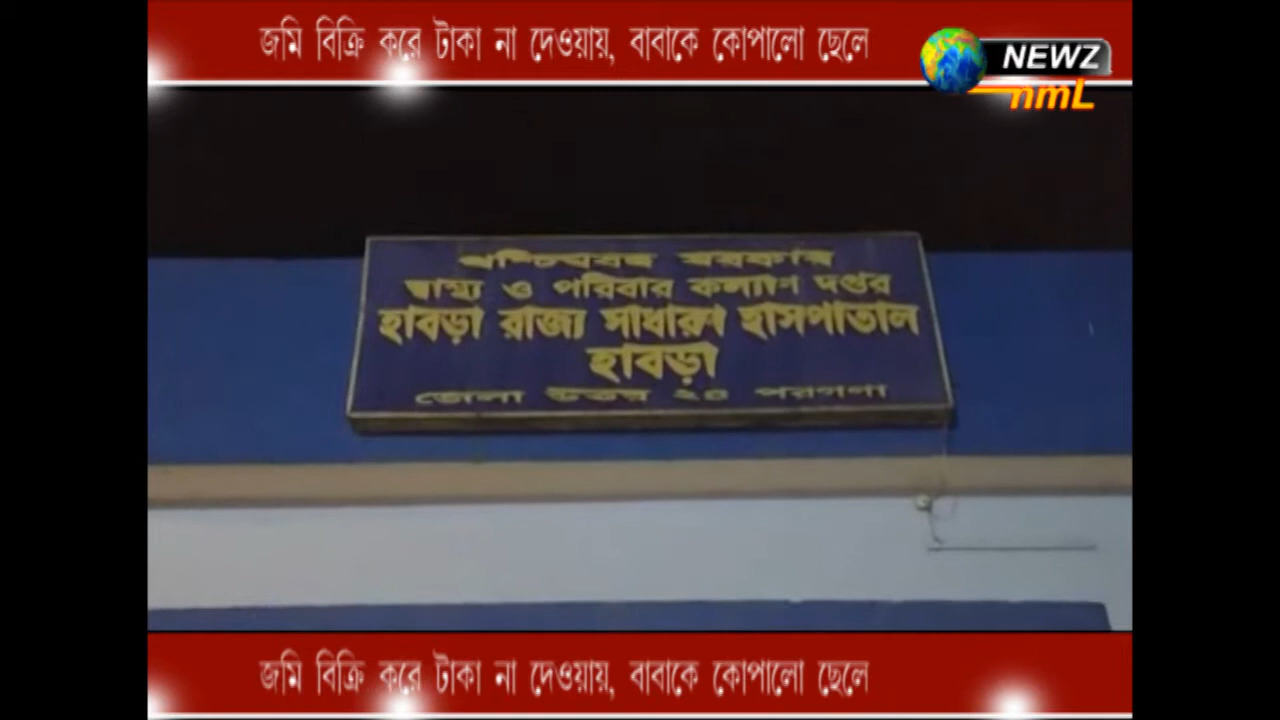 জমি বিক্রি করে টাকা না দেওয়ায়, বাবাকে কোপালো ছেলে
NEWZ
nmL
পশ্চিমবঙ্গ সরকার
স্বাস্থ্য ও পরিবার কল্যাণ দপ্তর
হাবড়া রাজ্য সাধারণ হাসপাতাল
হাবড়া
জেলা উত্তর ২৪ পরগণা
জমি বিক্রি করে টাকা না দেওয়ায়, বাবাকে কোপালো ছেলে